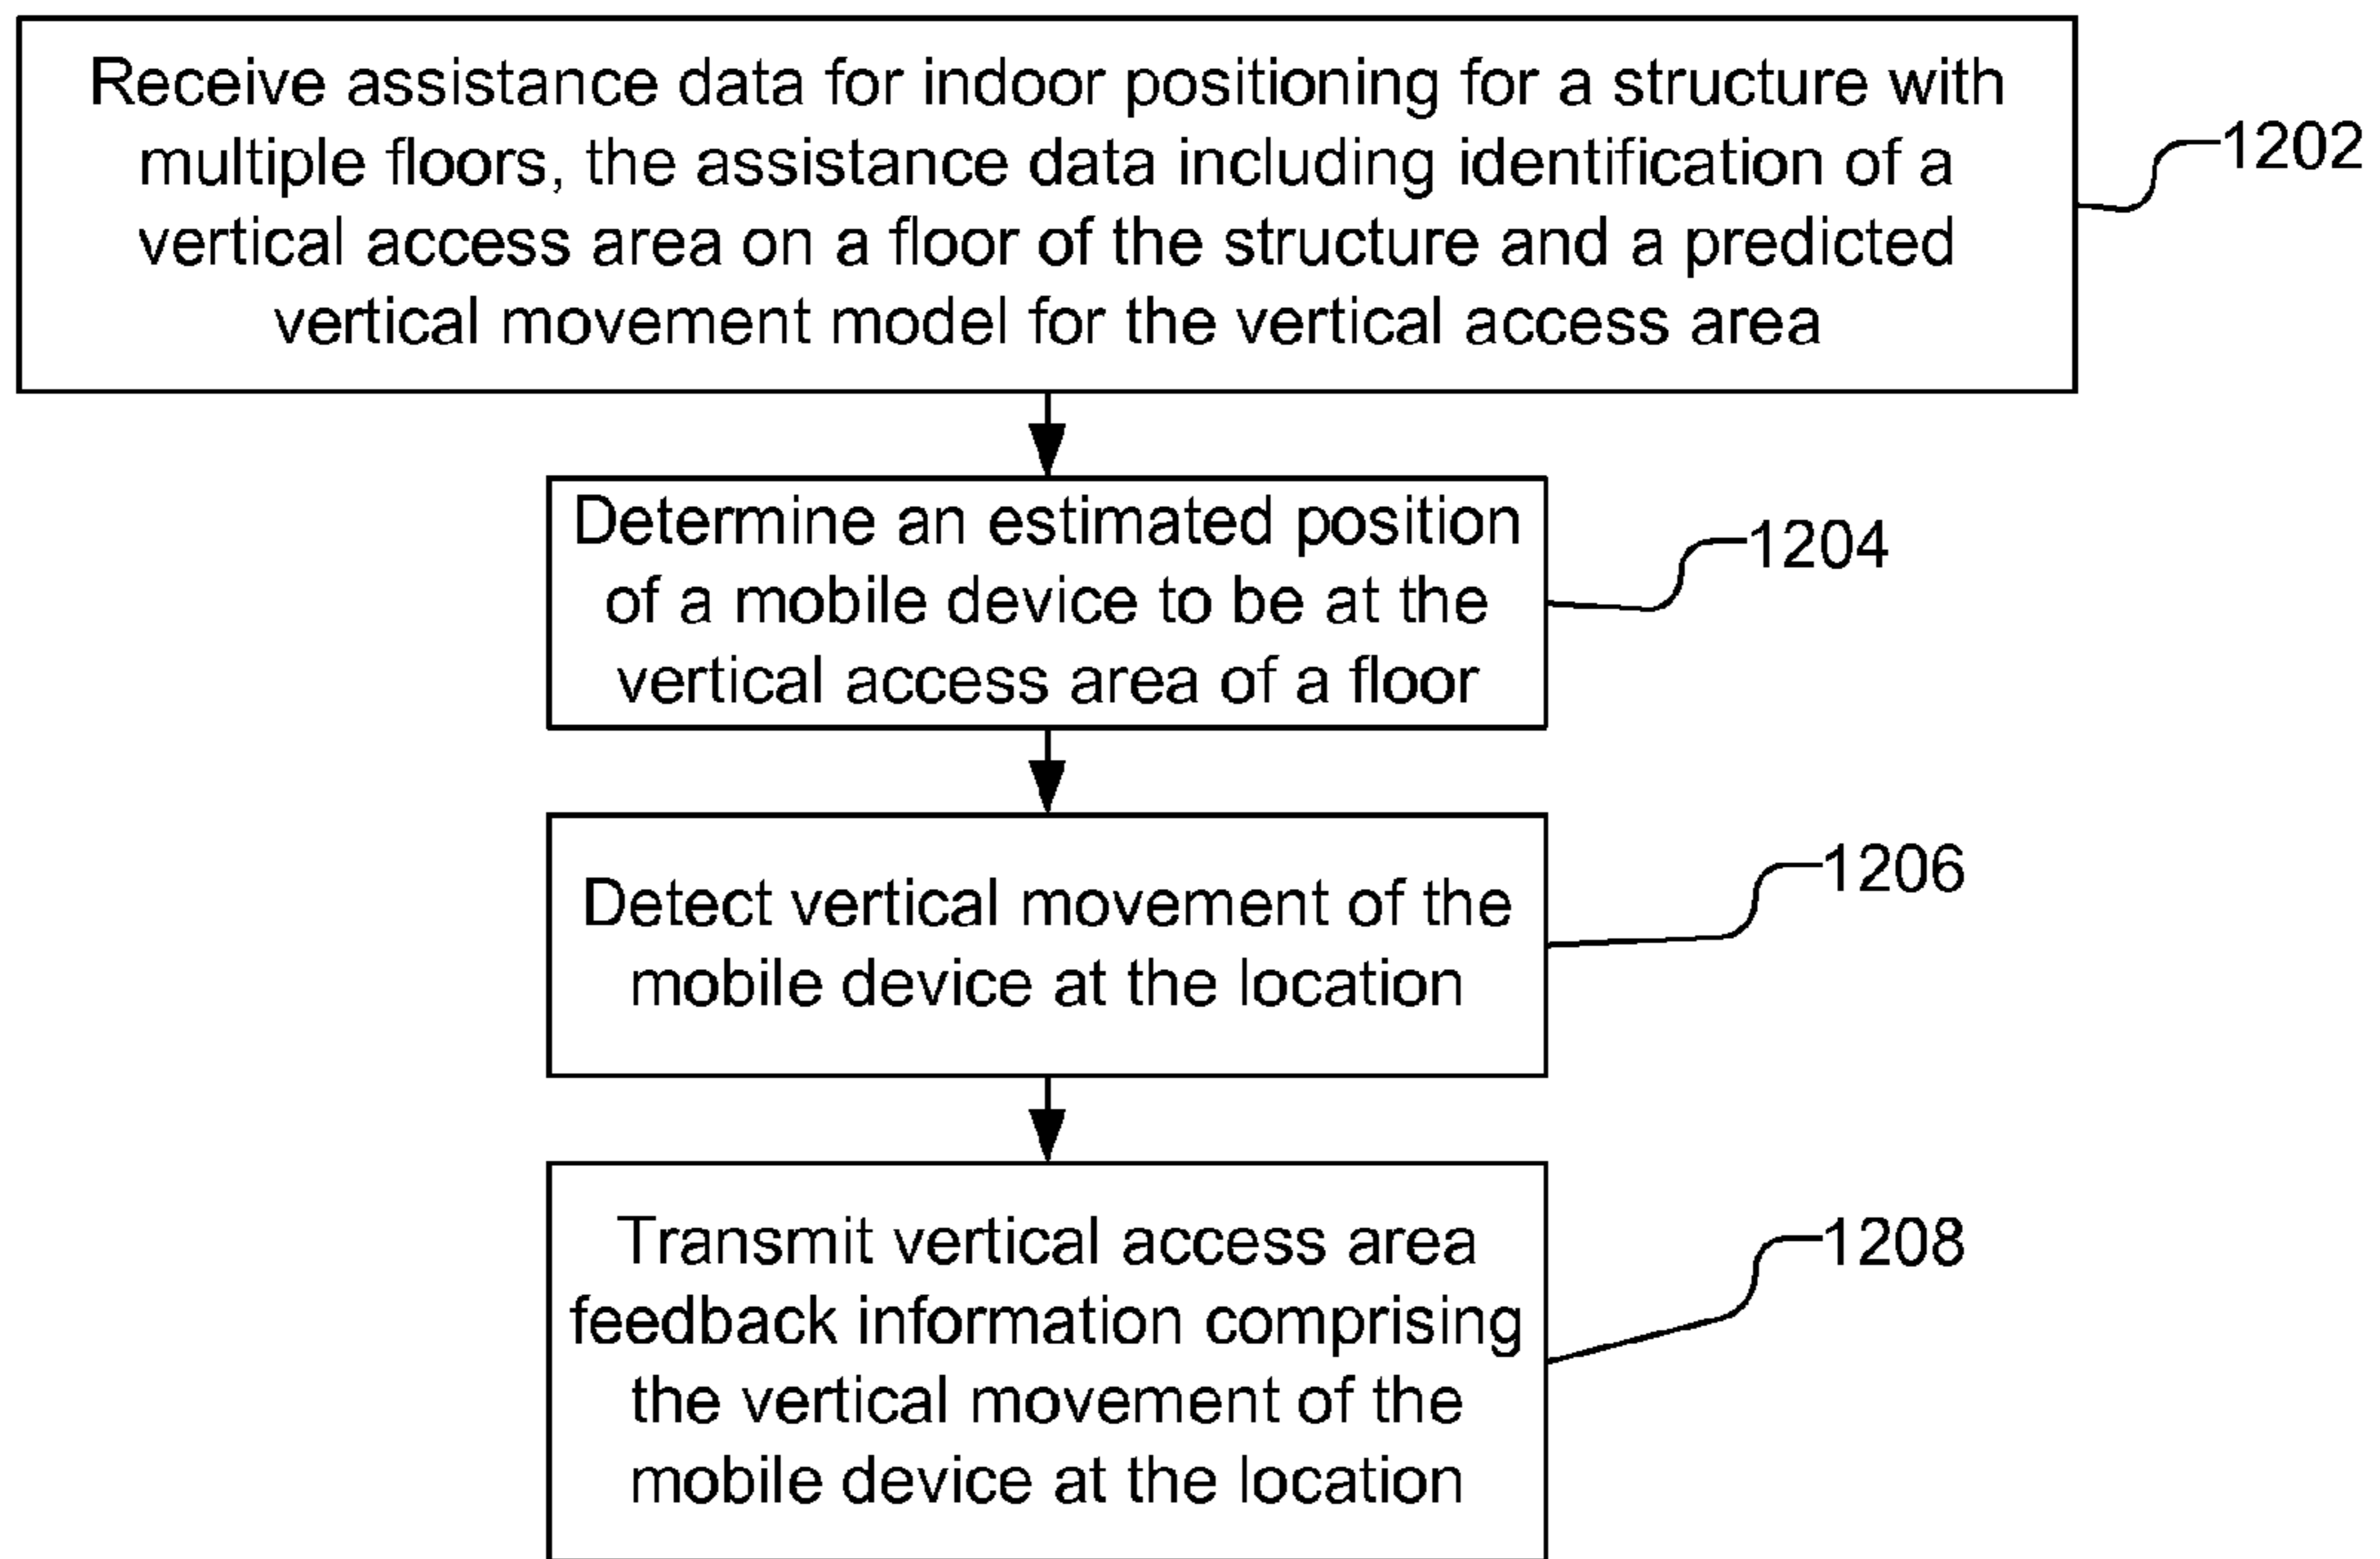 Receive assistance data for indoor positioning for a structure with
multiple floors, the assistance data including identification of a
vertical access area on a floor of the structure and a predicted
vertical movement model for the vertical access area
1202
Determine an estimated position
of a mobile device to be at the
vertical access area of a floor
1204
Detect vertical movement of the
mobile device at the location
1206
Transmit vertical access area
feedback information comprising
the vertical movement of the
mobile device at the location
1208